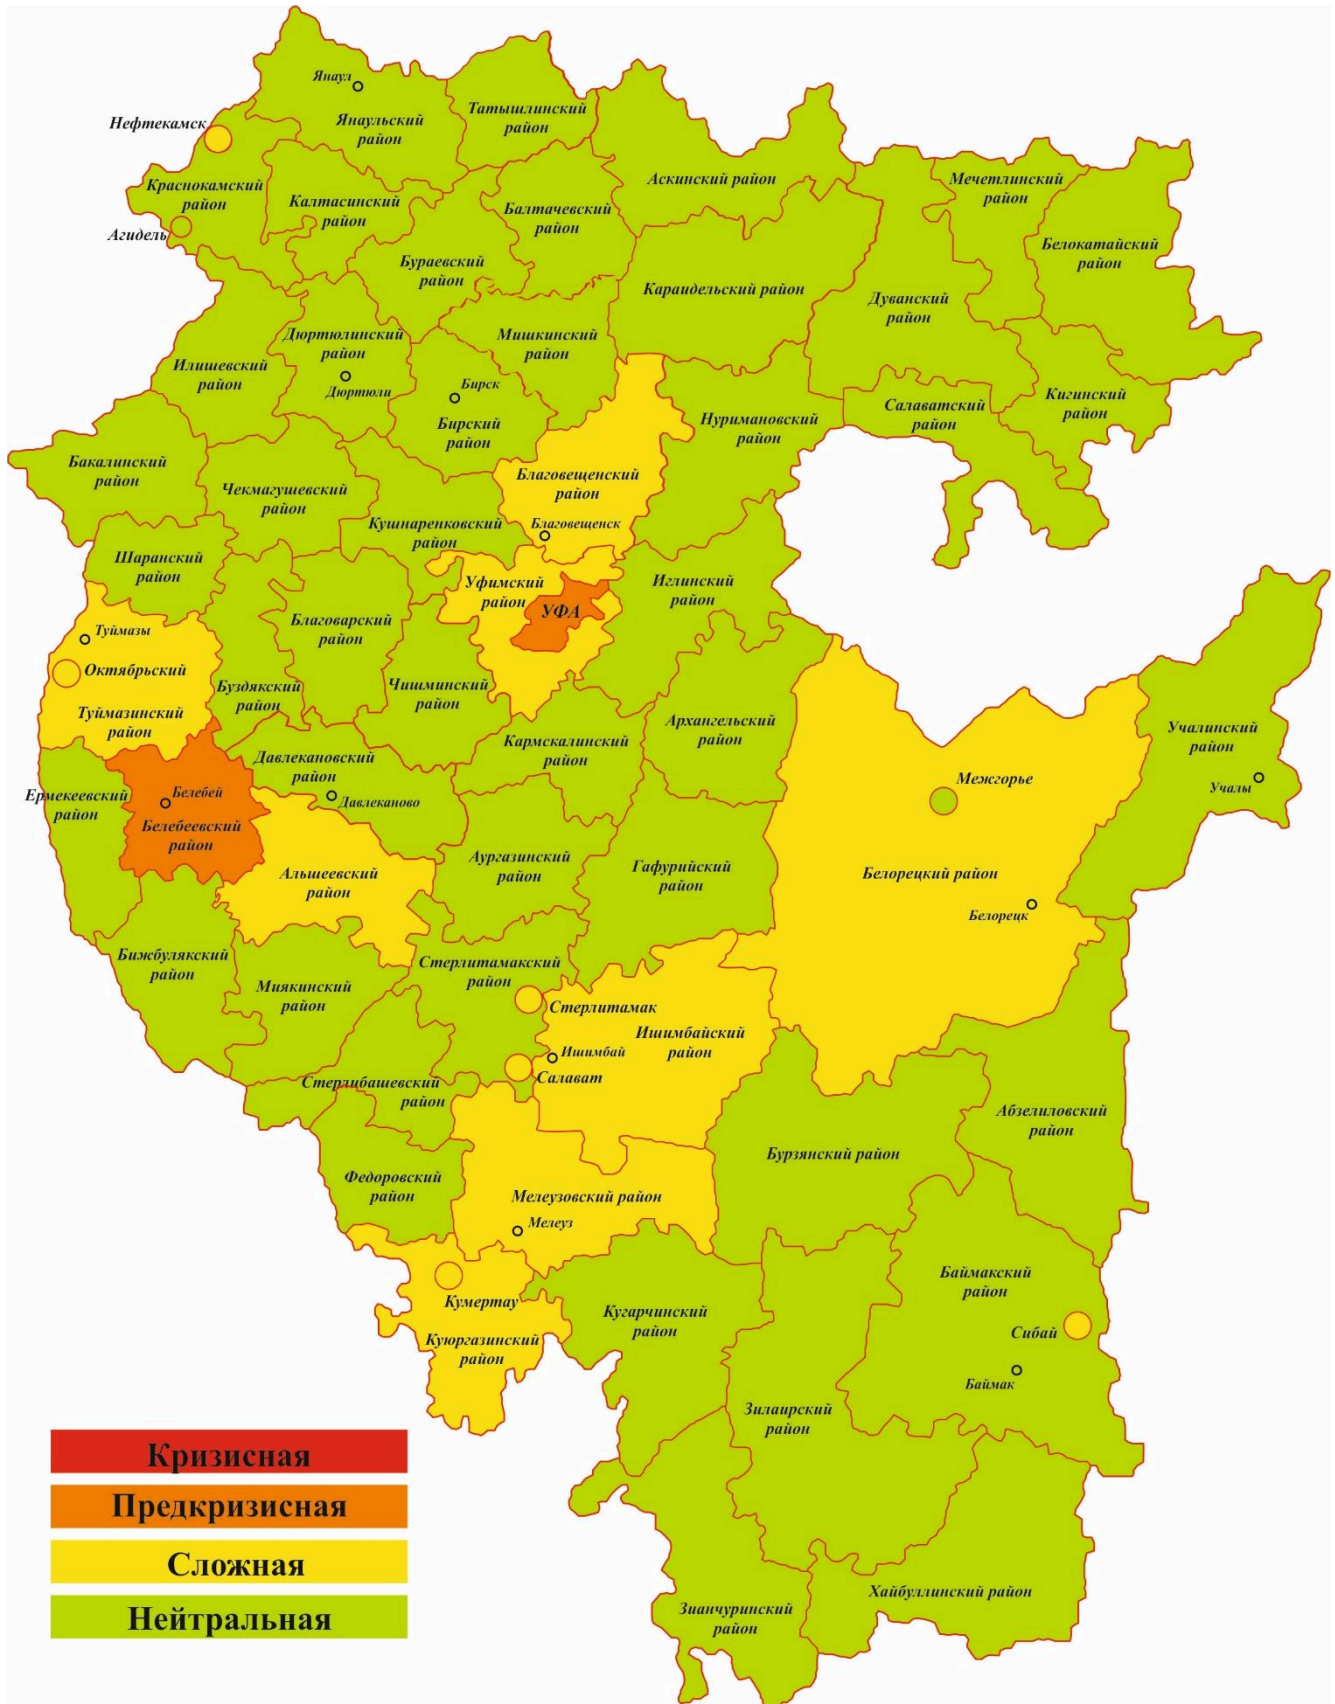 Янаул
Янаульский
район
Татышлинский
район
Нефтекамск
Аскинский район
Мечетлинский
район
Краснокамский
район
Калтасинский
район
Балтачевский
район
Агидель
Белокатайский
район
Бураевский
район
Караидельский район
Дуванский
район
Дюртюлинский
район
Дюртюли
Мишкинский
район
Илишевский
район
Бирск
Бирский
район
Нуримановский
район
Салаватский
район
Кигинский
район
Бакалинский
район
Чекмагушевский
район
Благовещенский
район
Благовещенск
Кушнаренковский
район
Шаранский
район
Уфимский
район
УФА
Иглинский
район
Благоварский
район
Туймазы
Октябрьский
Туймазинский
район
Буздякский
район
Чишминский
район
Архангельский
район
Учалинский
район
Учалы
Кармскалинский
район
Давлекановский
район
Давлеканово
Межгорье
Ермекеевский
район
Белебей
Белебеевский
район
Альшеевский
район
Аургазинский
район
Гафурийский
район
Белорецкий район
Белорецк
Бижбулякский
район
Миякинский
район
Стерлитамакский
район
Стерлитамак
Ишимбайский
район
Ишимбай
Салават
Стерлибашевский
район
Абзелиловский
район
Бурзянский район
Федоровский
район
Мелеузовский район
Мелеуз
Баймакский
район
Кумертау
Куюргазинский
район
Кугарчинский
район
Сибай
Баймак
Зилаирский
район
Кризисная
Предкризисная
Сложная
Нейтральная
Хайбуллинский район
Зианчуринский
район